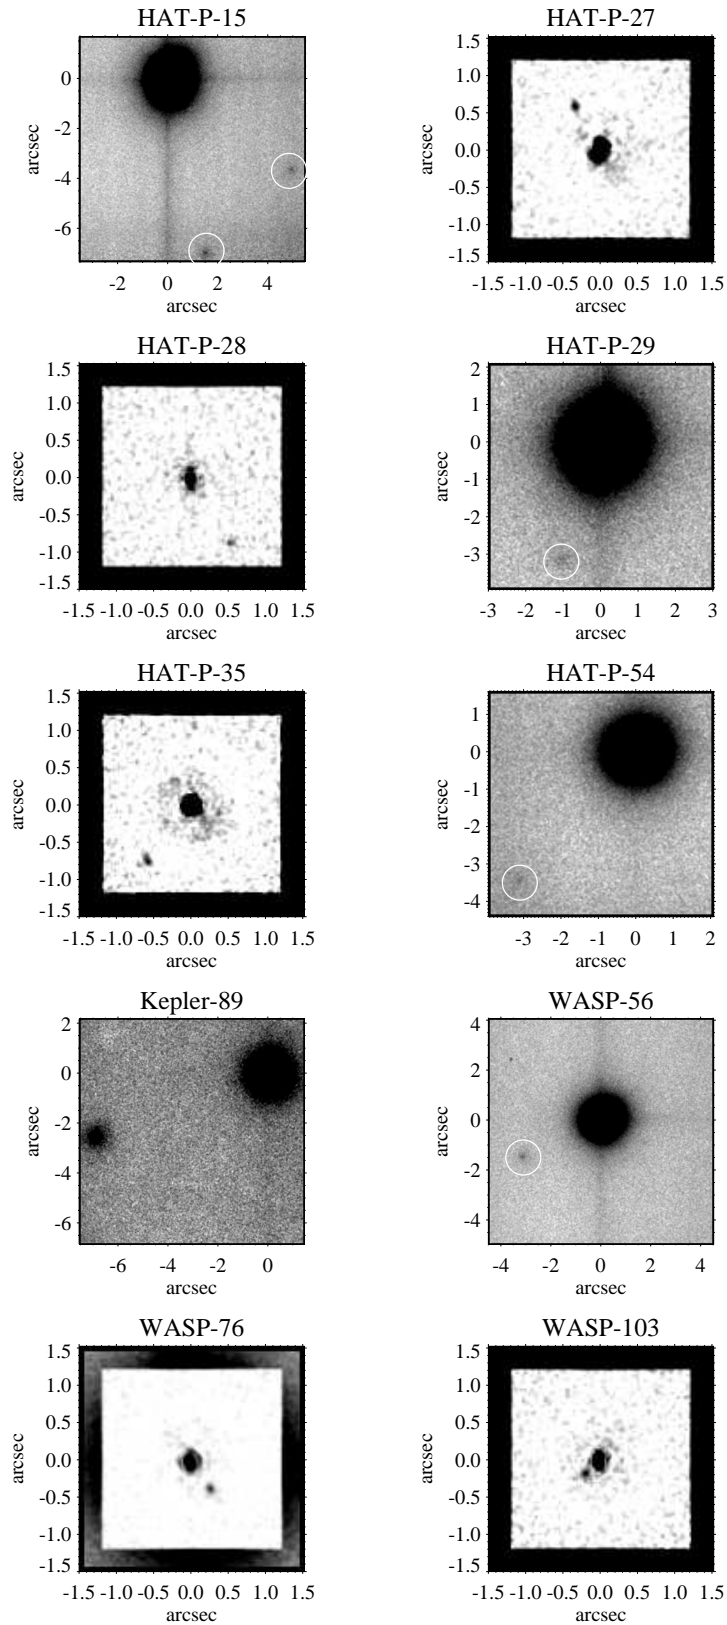 HAT-P-15
0
-2
-4
-6
arcsec
-2 0 2 4
arcsec
HAT-P-27
1.5
1.0
0.5
0.0
-0.5
-1.0
-1.5
arcsec
-1.5 -1.0 -0.5 0.0 0.5 1.0 1.5
arcsec
HAT-P-28
1.5
1.0
0.5
0.0
-0.5
-1.0
-1.5
arcsec
-1.5 -1.0 -0.5 0.0 0.5 1.0 1.5
arcsec
HAT-P-29
2
1
0
-1
-2
-3
arcsec
-3 -2 -1 0 1 2 3
arcsec
HAT-P-35
1.5
1.0
0.5
0.0
-0.5
-1.0
-1.5
arcsec
-1.5 -1.0 -0.5 0.0 0.5 1.0 1.5
arcsec
HAT-P-54
1
0
-1
-2
-3
-4
arcsec
-3 -2 -1 0 1 2
arcsec
Kepler-89
2
0
-2
-4
-6
arcsec
-6 -4 -2 0
arcsec
WASP-56
4
2
0
-2
-4
arcsec
-4 -2 0 2 4
arcsec
WASP-76
1.5
1.0
0.5
0.0
-0.5
-1.0
-1.5
arcsec
-1.5 -1.0 -0.5 0.0 0.5 1.0 1.5
arcsec
WASP-103
1.5
1.0
0.5
0.0
-0.5
-1.0
-1.5
arcsec
-1.5 -1.0 -0.5 0.0 0.5 1.0 1.5
arcsec